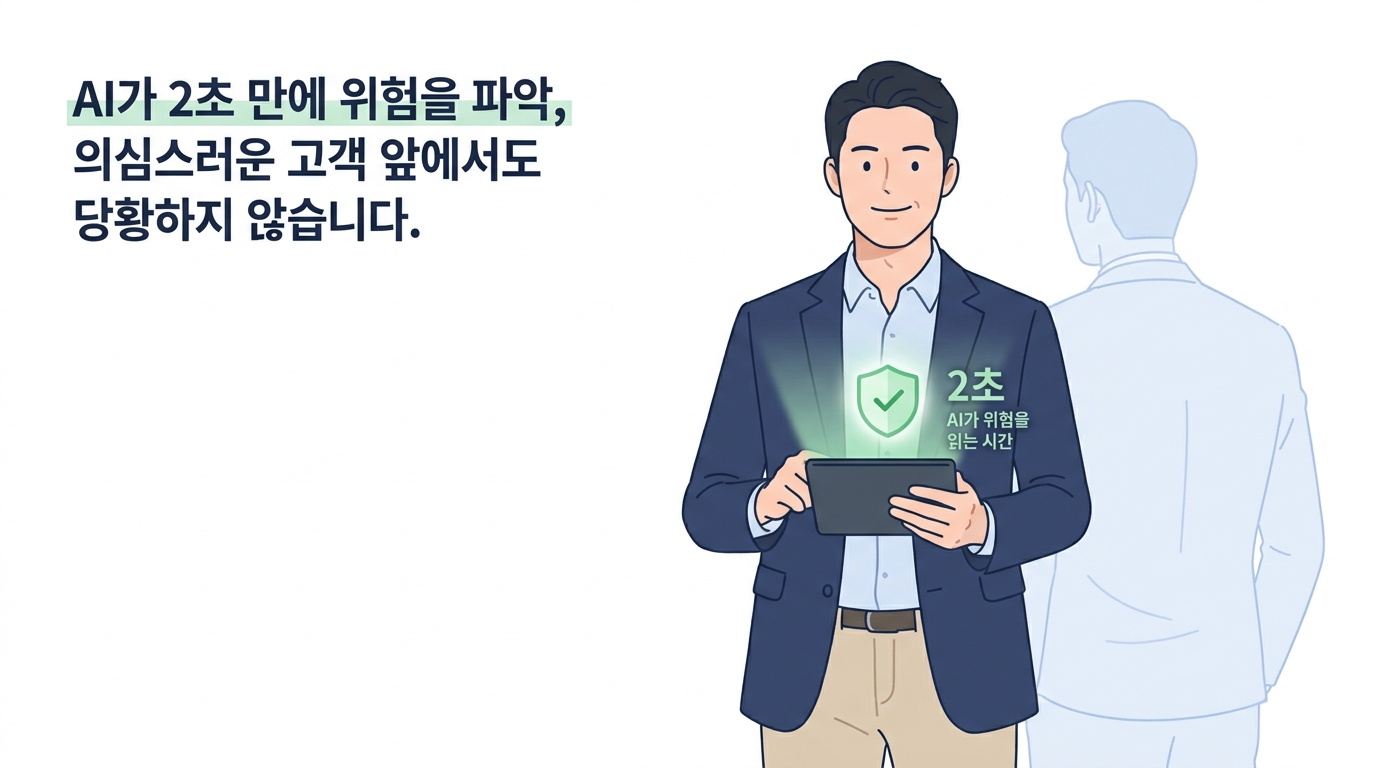 AI가 2초 만에 위험을 파악,
의심스러운 고객 앞에서도
당황하지 않습니다.
2초
AI가 위험을
읽는 시간